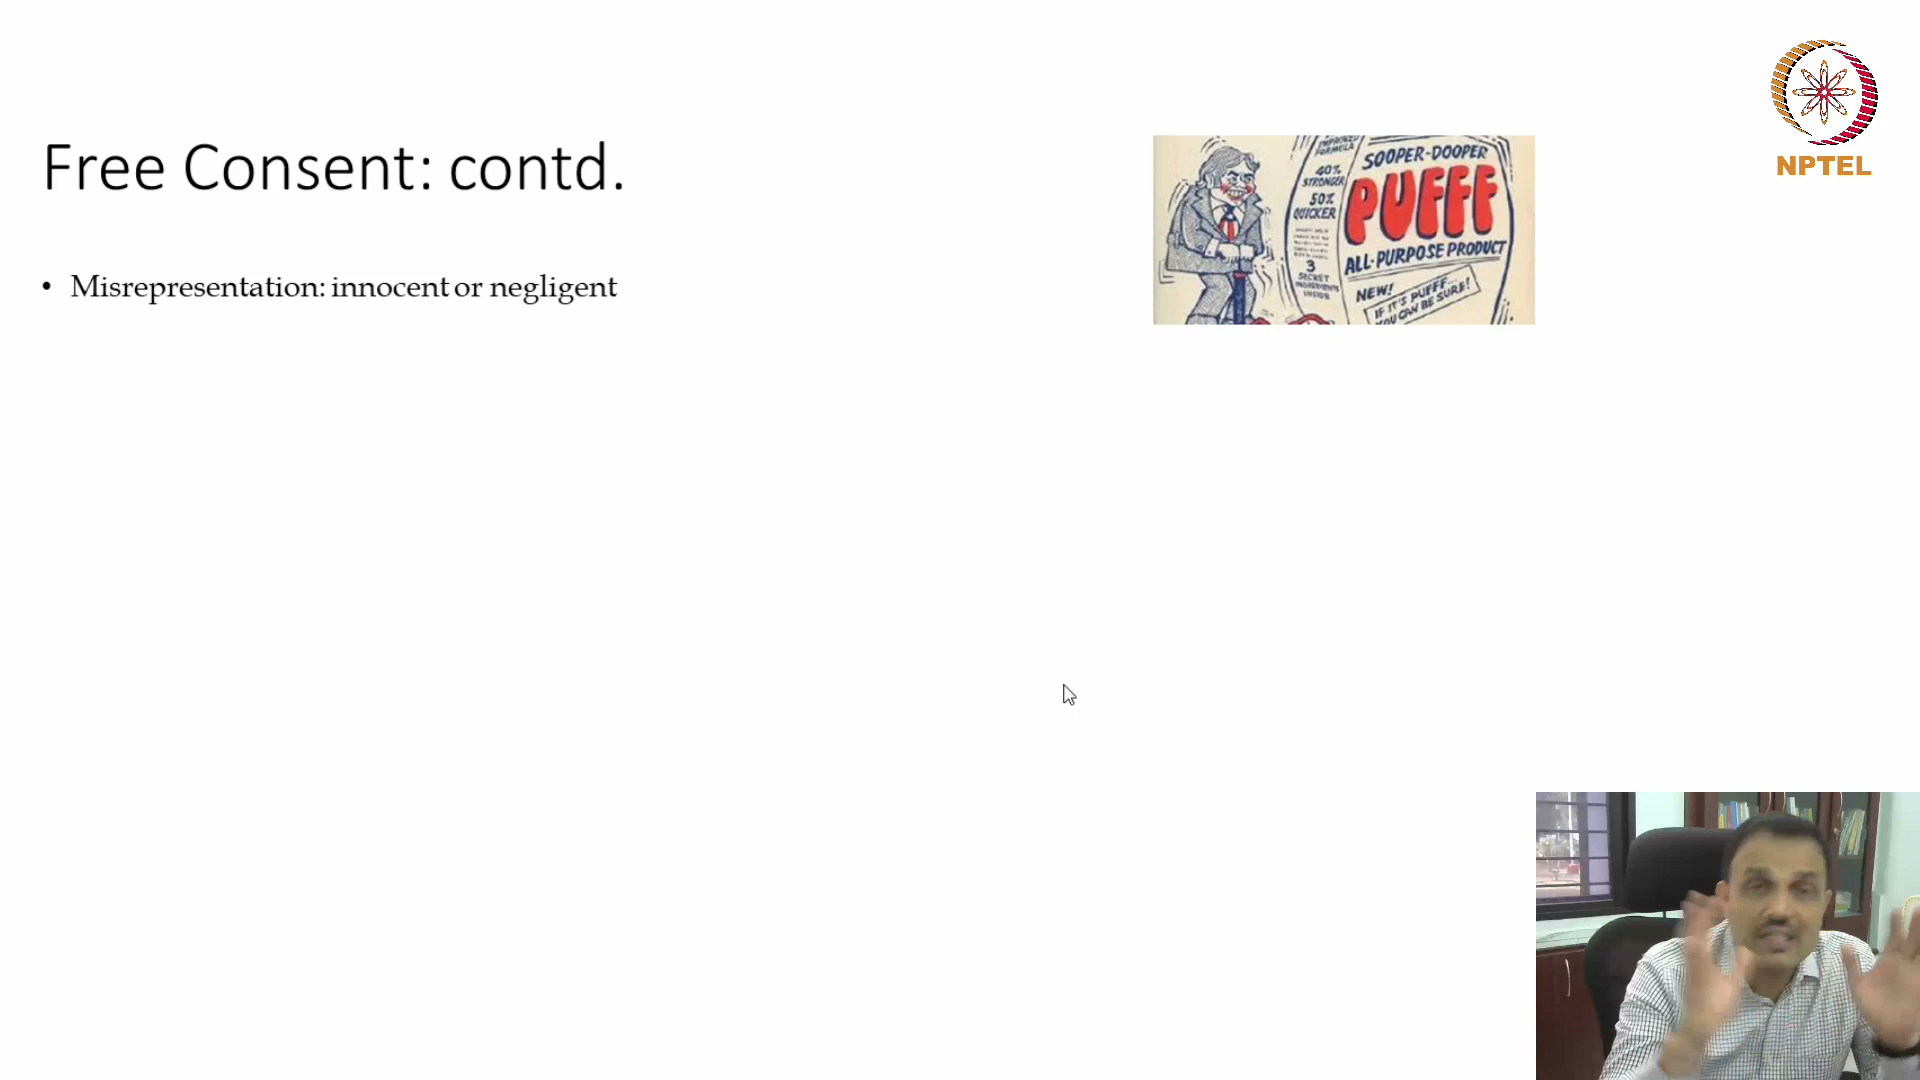 Free Consent: contd.
• Misrepresentation: innocent or negligent
FORMULA
40%
STRONGER
50%
QUICKER
3
SECRET
INGREDIENTS
INSIDE
SOOPER-DOOPER
PUFFF
ALL-PURPOSE PRODUCT
NEW!
IF IT'S PUFFF...
YOU CAN BE SURE!
NPTEL